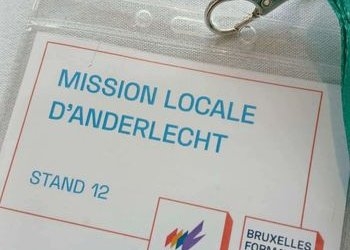 MISSION LOCALE
D'ANDERLECHT
STAND 12
BRUXELLES